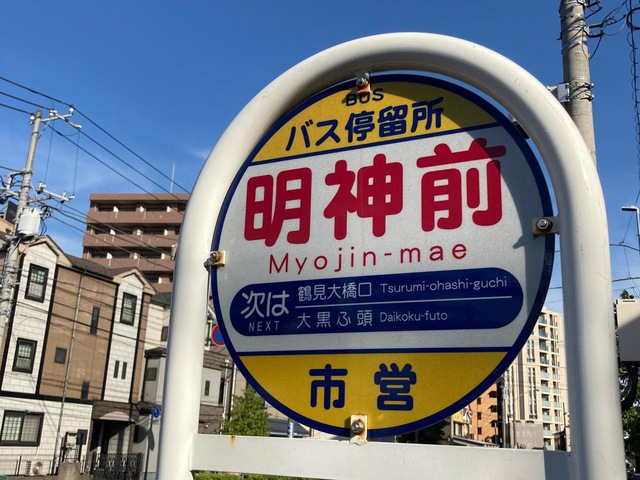 BUS
バス停留所
明神前
Myojin-mae
次は
NEXT
鶴見大橋口 Tsurumi-ohashi-guchi
大黒ふ頭 Daikoku-futo
市営